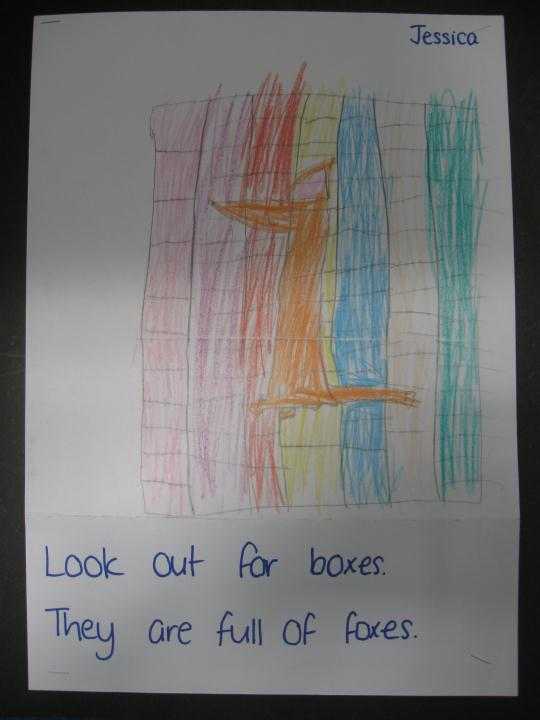 Jessica
Look out for boxes.
They are full of foxes.